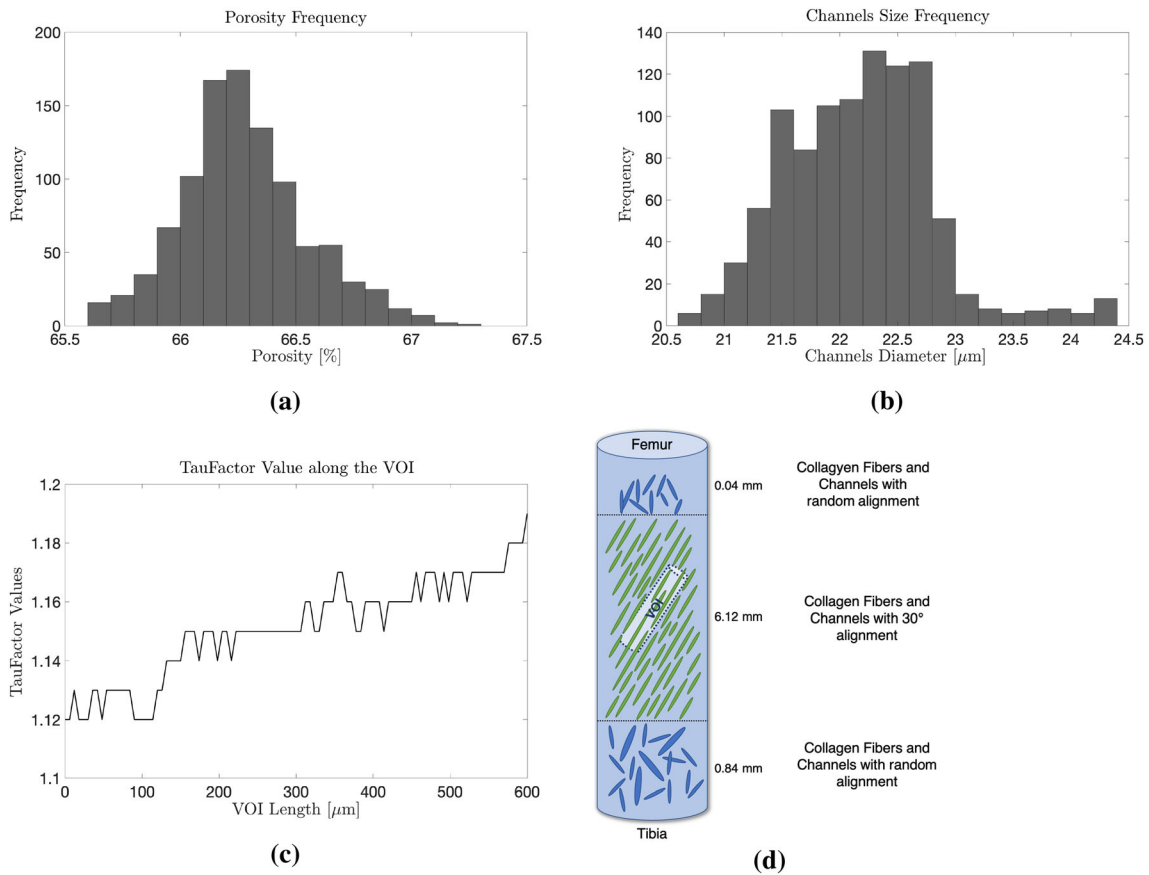 Porosity Frequency
200
150
100
50
0
Frequency
65.5 66 66.5 67 67.5
Porosity [%]
(a)
Channels Size Frequency
140
120
100
80
60
40
20
0
Frequency
20.5 21 21.5 22 22.5 23 23.5 24 24.5
Channels Diameter [μm]
(b)
TauFactor Value along the VOI
1.2
1.18
1.16
1.14
1.12
1.1
TauFactor Values
0 100 200 300 400 500 600
VOI Length [μm]
(c)
Femur
0.04 mm
Collagyen Fibers and
Channels with
random alignment
VOI
6.12 mm
Collagen Fibers and
Channels with 30°
alignment
0.84 mm
Collagen Fibers and
Channels with random
alignment
Tibia
(d)